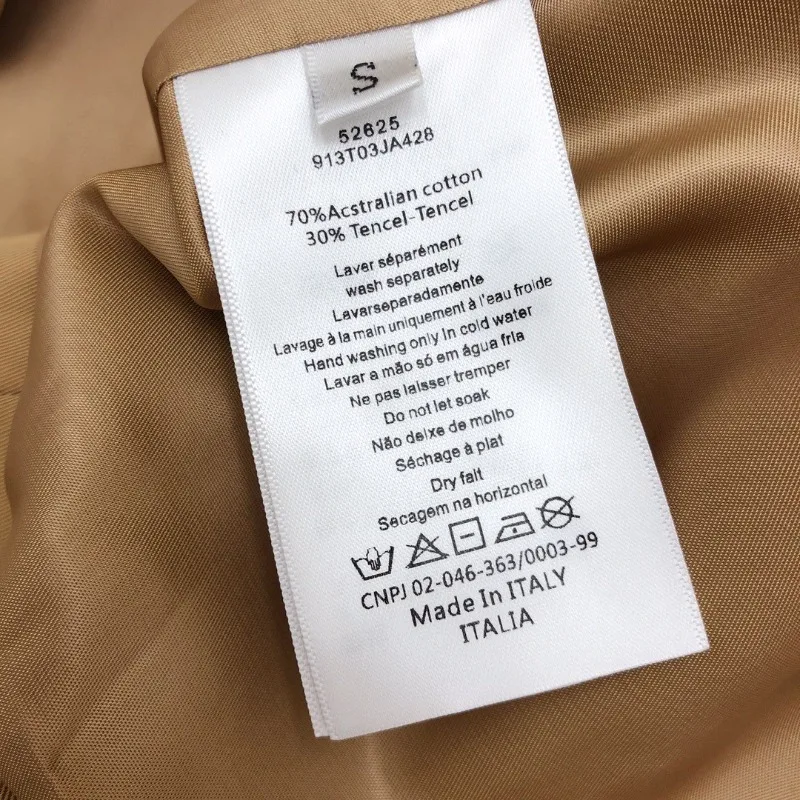 S
52625
913T03JA428
70%Acstralian cotton
30% Tencel-Tencel
Laver séparément
wash separately
Lavarseparadamente
Lavage à la main uniquement à l'eau froide
Hand washing only In cold water
Lavar a mão só em água fria
Ne pas laisser tremper
Do not let soak
Não deixe de molho
Séchage à plat
Dry falt
Secagem na horizontal
CNPJ 02-046-363/0003-99
Made In ITALY
ITALIA